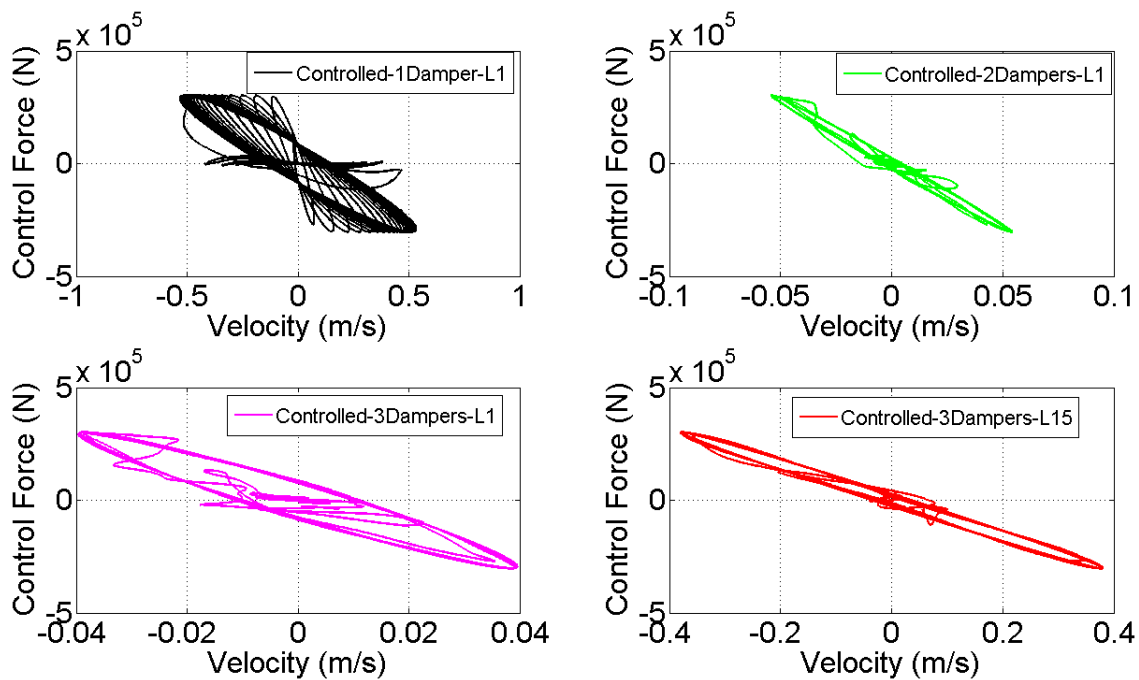 5 x 10^5
Control Force (N)
Controlled-1Damper-L1
0
-5
-1 -0.5 0 0.5 1
Velocity (m/s)
5 x 10^5
Control Force (N)
Controlled-2Dampers-L1
0
-5
-0.1 -0.05 0 0.05 0.1
Velocity (m/s)
5 x 10^5
Control Force (N)
Controlled-3Dampers-L1
0
-5
-0.04 -0.02 0 0.02 0.04
Velocity (m/s)
5 x 10^5
Control Force (N)
Controlled-3Dampers-L15
0
-5
-0.4 -0.2 0 0.2 0.4
Velocity (m/s)